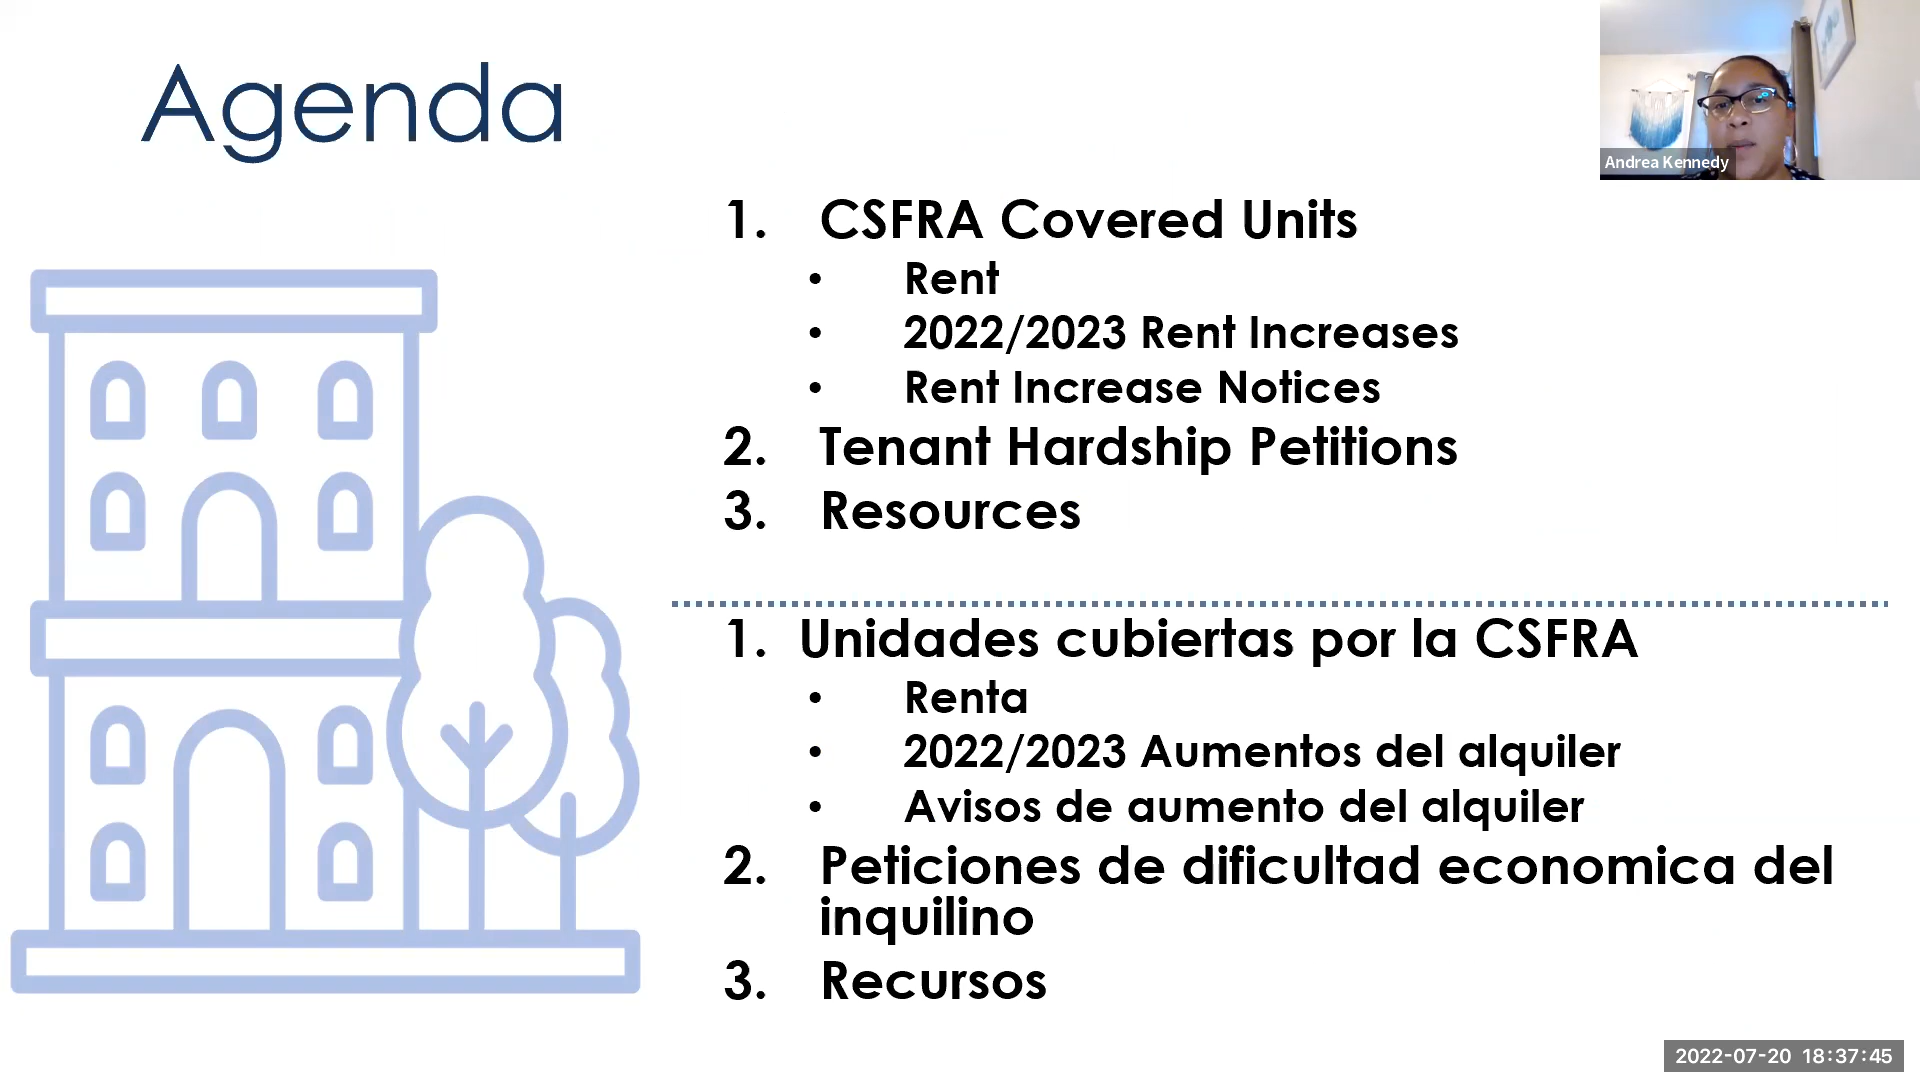 Agenda
Andrea Kennedy
1. CSFRA Covered Units
• Rent
• 2022/2023 Rent Increases
• Rent Increase Notices
2. Tenant Hardship Petitions
3. Resources
1. Unidades cubiertas por la CSFRA
• Renta
• 2022/2023 Aumentos del alquiler
• Avisos de aumento del alquiler
2. Peticiones de dificultad economica del
inquilino
3. Recursos
2022-07-20 18:37:45